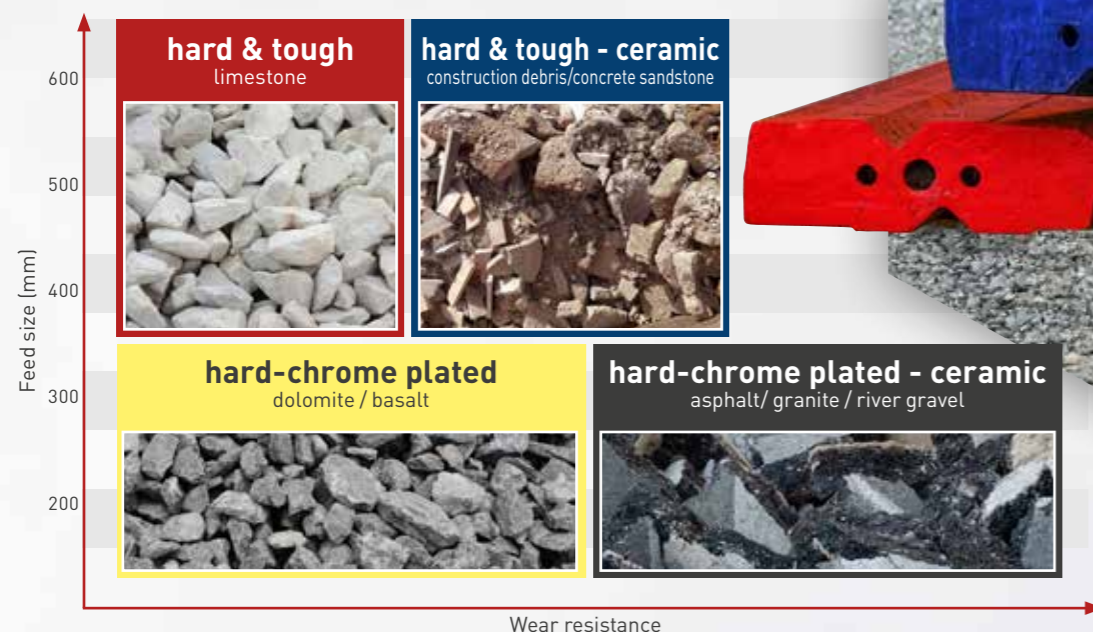 hard & tough
limestone
hard & tough - ceramic
construction debris/concrete sandstone
600
500
400
300
200
Feed size (mm)
hard-chrome plated
dolomite / basalt
hard-chrome plated - ceramic
asphalt/ granite / river gravel
Wear resistance